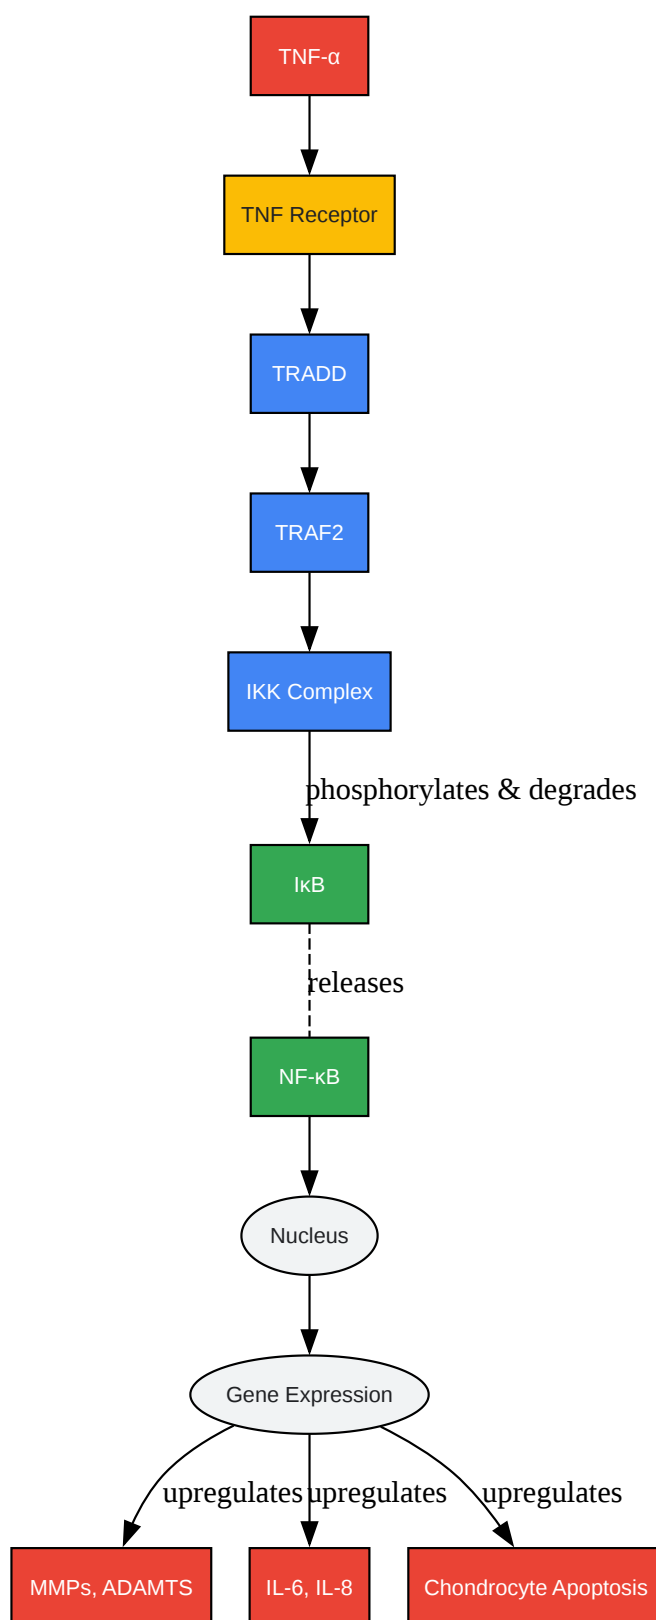 TNF-α
TNF Receptor
TRADD
TRAF2
IKK Complex
phosphorylates & degrades
IκB
releases
NF-κB
Nucleus
Gene Expression
upregulates
upregulates
upregulates
MMPs, ADAMTS
IL-6, IL-8
Chondrocyte Apoptosis